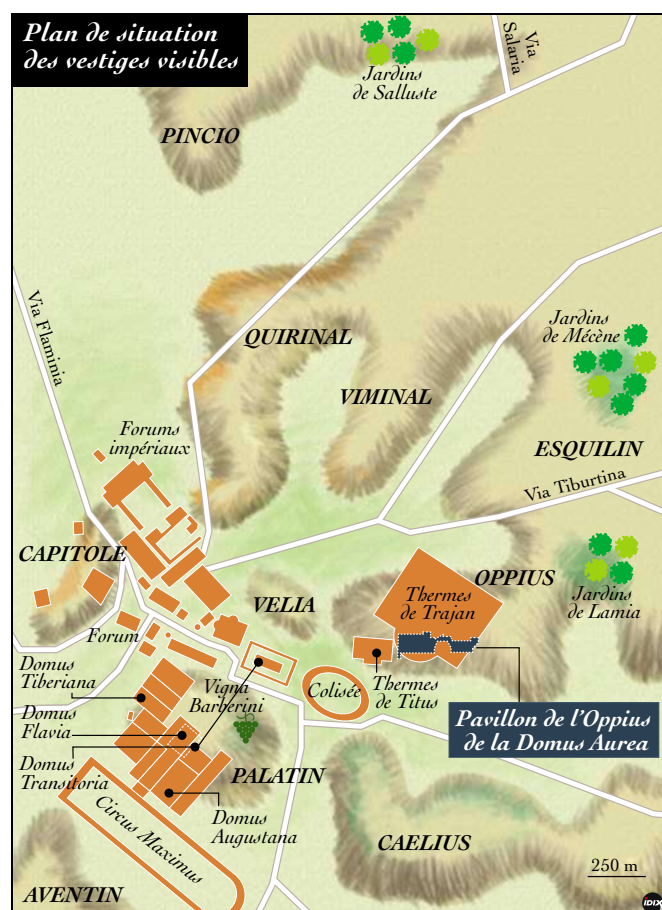 Plan de situation
des vestiges visibles
Jardins
de Salluste
Via
Salaria
PINCIO
Via Flaminia
QUIRINAL
VIMINAL
Jardins
de Mécène
ESQUILIN
Via Tiburtina
Forums
impériaux
CAPITOLE
VELIA
OPPIUS
Thermes
de Trajan
Jardins
de Lamia
Forum
Domus
Tiberiana
Vigna
Barberini
Colisée
Thermes
de Titus
Domus
Flavia
Pavillon de l'Oppius
de la Domus Aurea
Domus
Transitoria
PALATIN
Domus
Augustana
Circus Maximus
CAELIUS
AVENTIN
250 m
iDIX